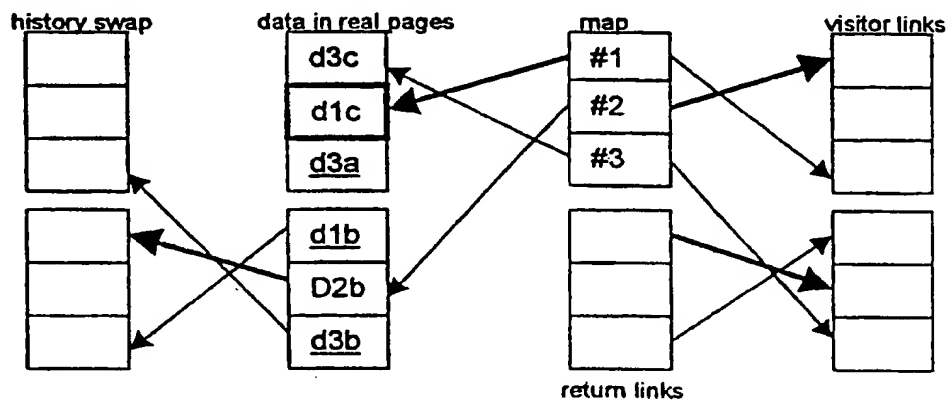 history swap
data in real pages
map
visitor links
d3c
#1
d1c
#2
d3a
#3
d1b
D2b
d3b
return links